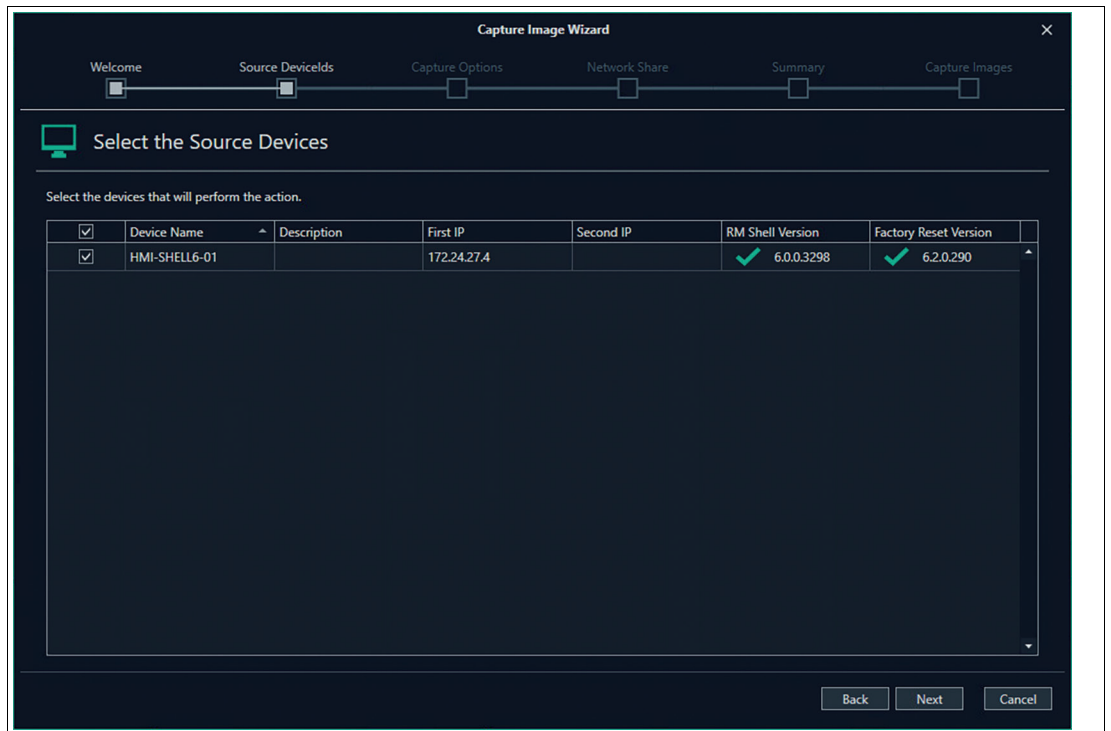 Capture Image Wizard
Welcome Source DeviceIds Capture Options Network Share Summary Capture Images
Select the Source Devices
Select the devices that will perform the action.
Device Name Description First IP Second IP RM Shell Version Factory Reset Version
HMI-SHELL6-01 172.24.27.4 6.0.0.3298 6.2.0.290
Back Next Cancel